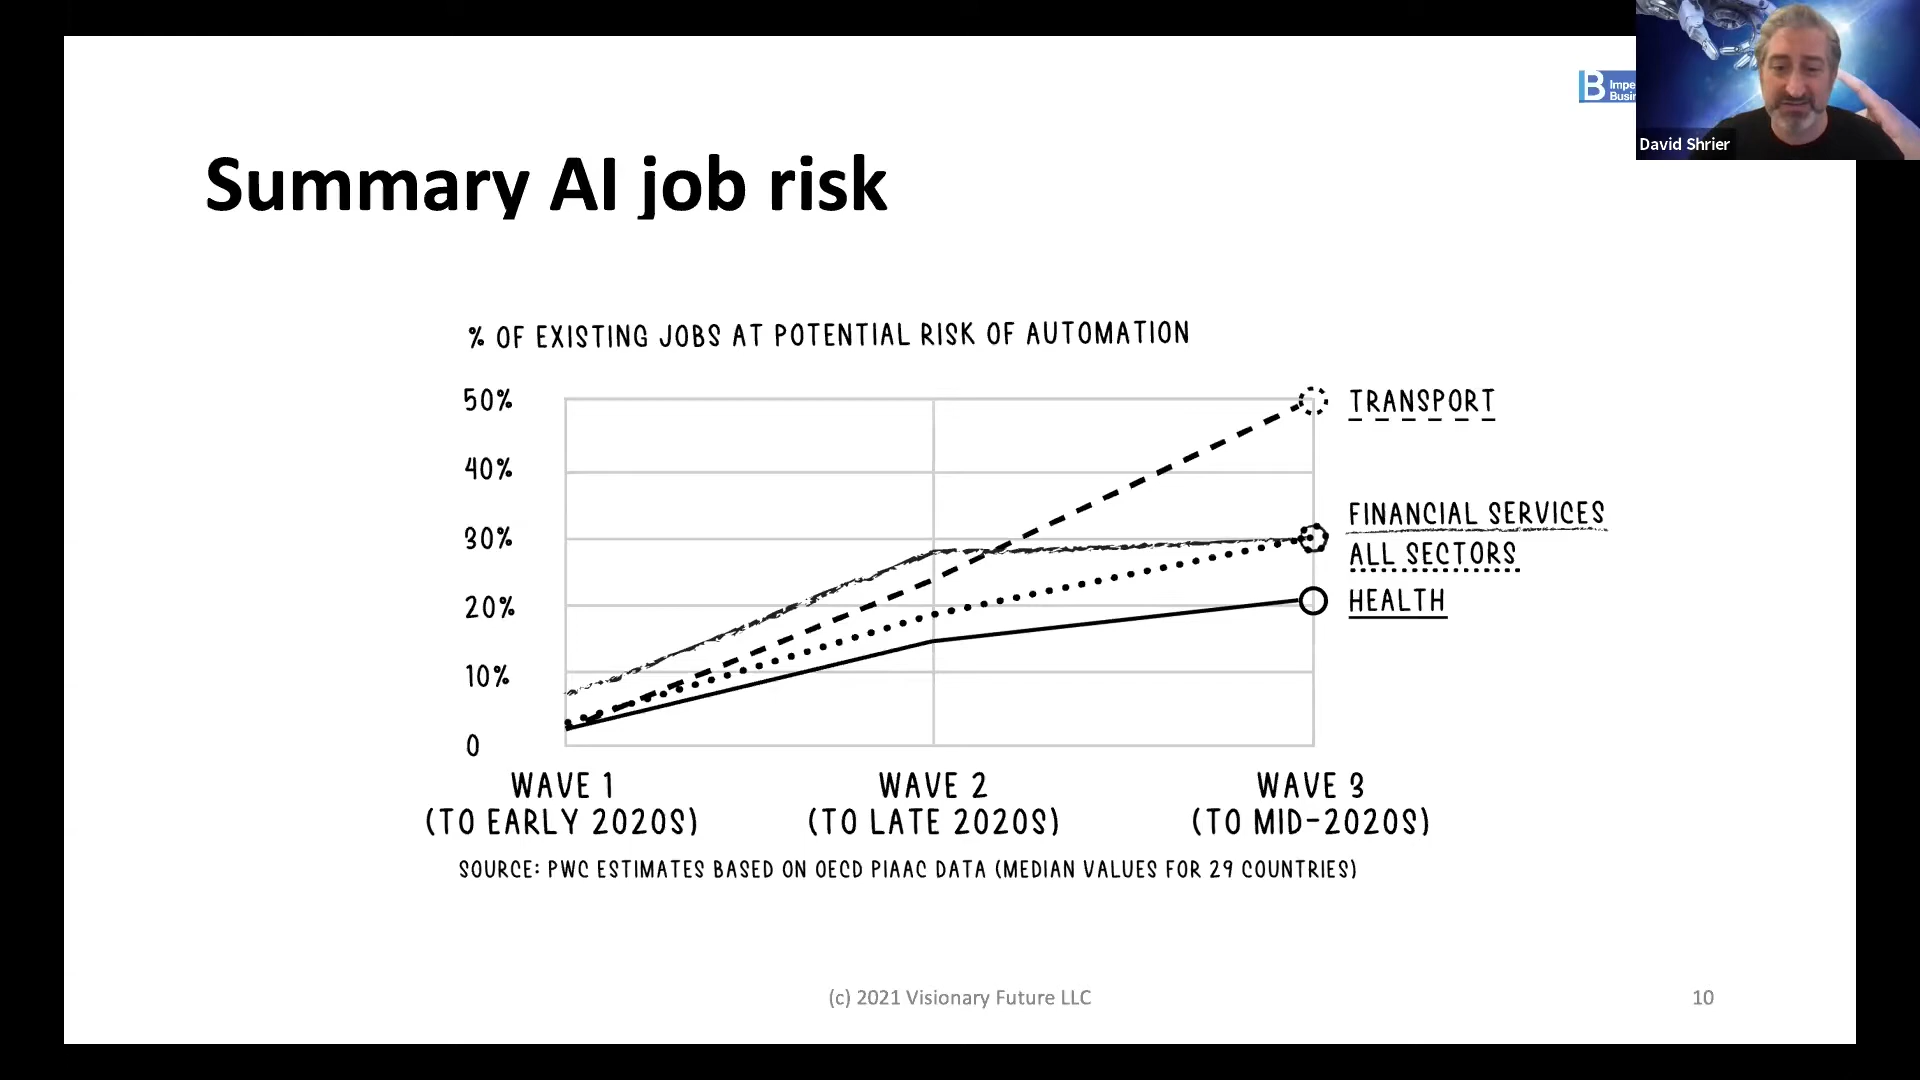 Impe
Busi
David Shrier
Summary AI job risk
% OF EXISTING JOBS AT POTENTIAL RISK OF AUTOMATION
50%
40%
30%
20%
10%
0
TRANSPORT
FINANCIAL SERVICES
ALL SECTORS
HEALTH
WAVE 1
(TO EARLY 2020S)
WAVE 2
(TO LATE 2020S)
WAVE 3
(TO MID-2020S)
SOURCE: PWC ESTIMATES BASED ON OECD PIAAC DATA (MEDIAN VALUES FOR 29 COUNTRIES)
(c) 2021 Visionary Future LLC
10